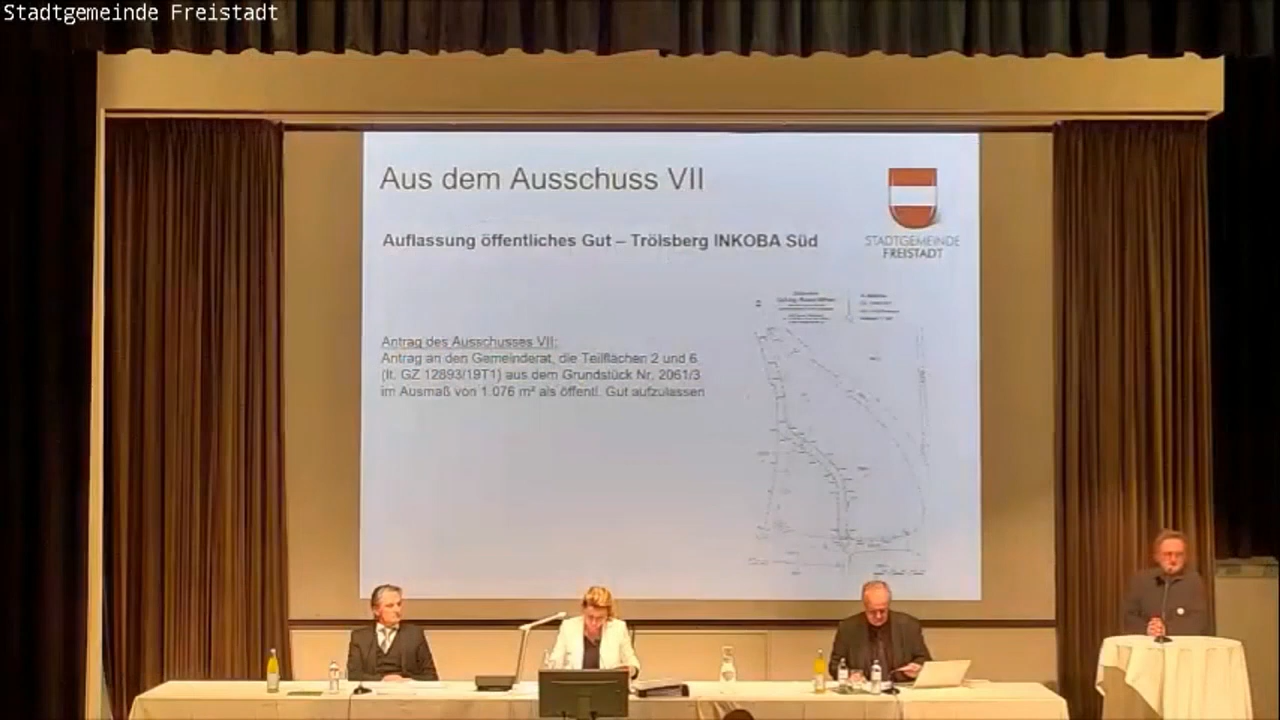 Stadtgemeinde Freistadt
Aus dem Ausschuss VII
Auflassung öffentliches Gut – Trölsberg INKOBA Süd
STADTGEMEINDE
FREISTADT
Antrag des Ausschusses VII:
Antrag an den Gemeinderat, die Teilflächen 2 und 6
(lt. GZ 12893/19T1) aus dem Grundstück Nr. 2061/3
im Ausmaß von 1.076 m² als öffentl. Gut aufzulassen